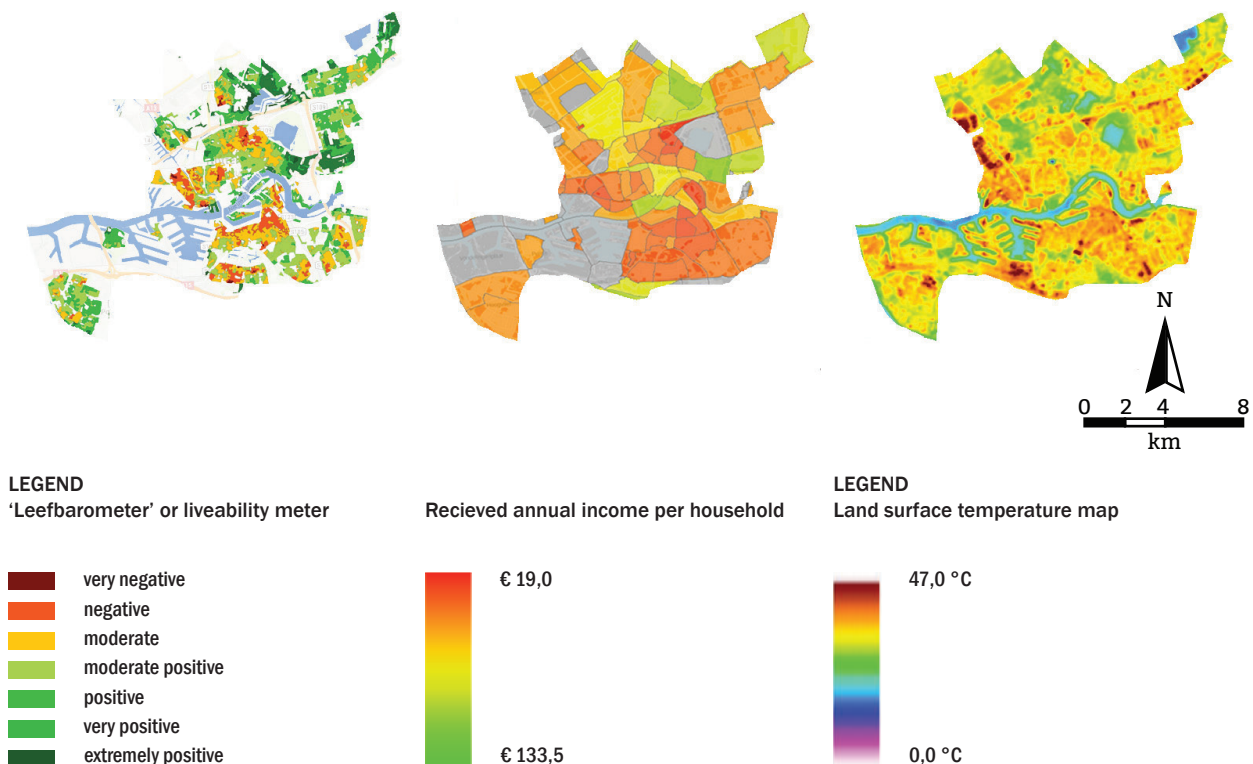 N
0 2 4 8
km
LEGEND
'Leefbarometer' or liveability meter
very negative
negative
moderate
moderate positive
positive
very positive
extremely positive
Recieved annual income per household
€ 19,0
€ 133,5
LEGEND
Land surface temperature map
47,0 °C
0,0 °C